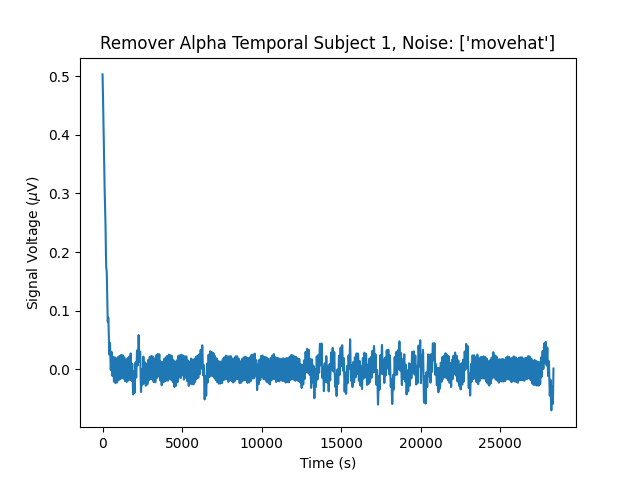 Remover Alpha Temporal Subject 1, Noise: ['movehat']
Signal Voltage (μV)
0.5
0.4
0.3
0.2
0.1
0.0
0 5000 10000 15000 20000 25000
Time (s)